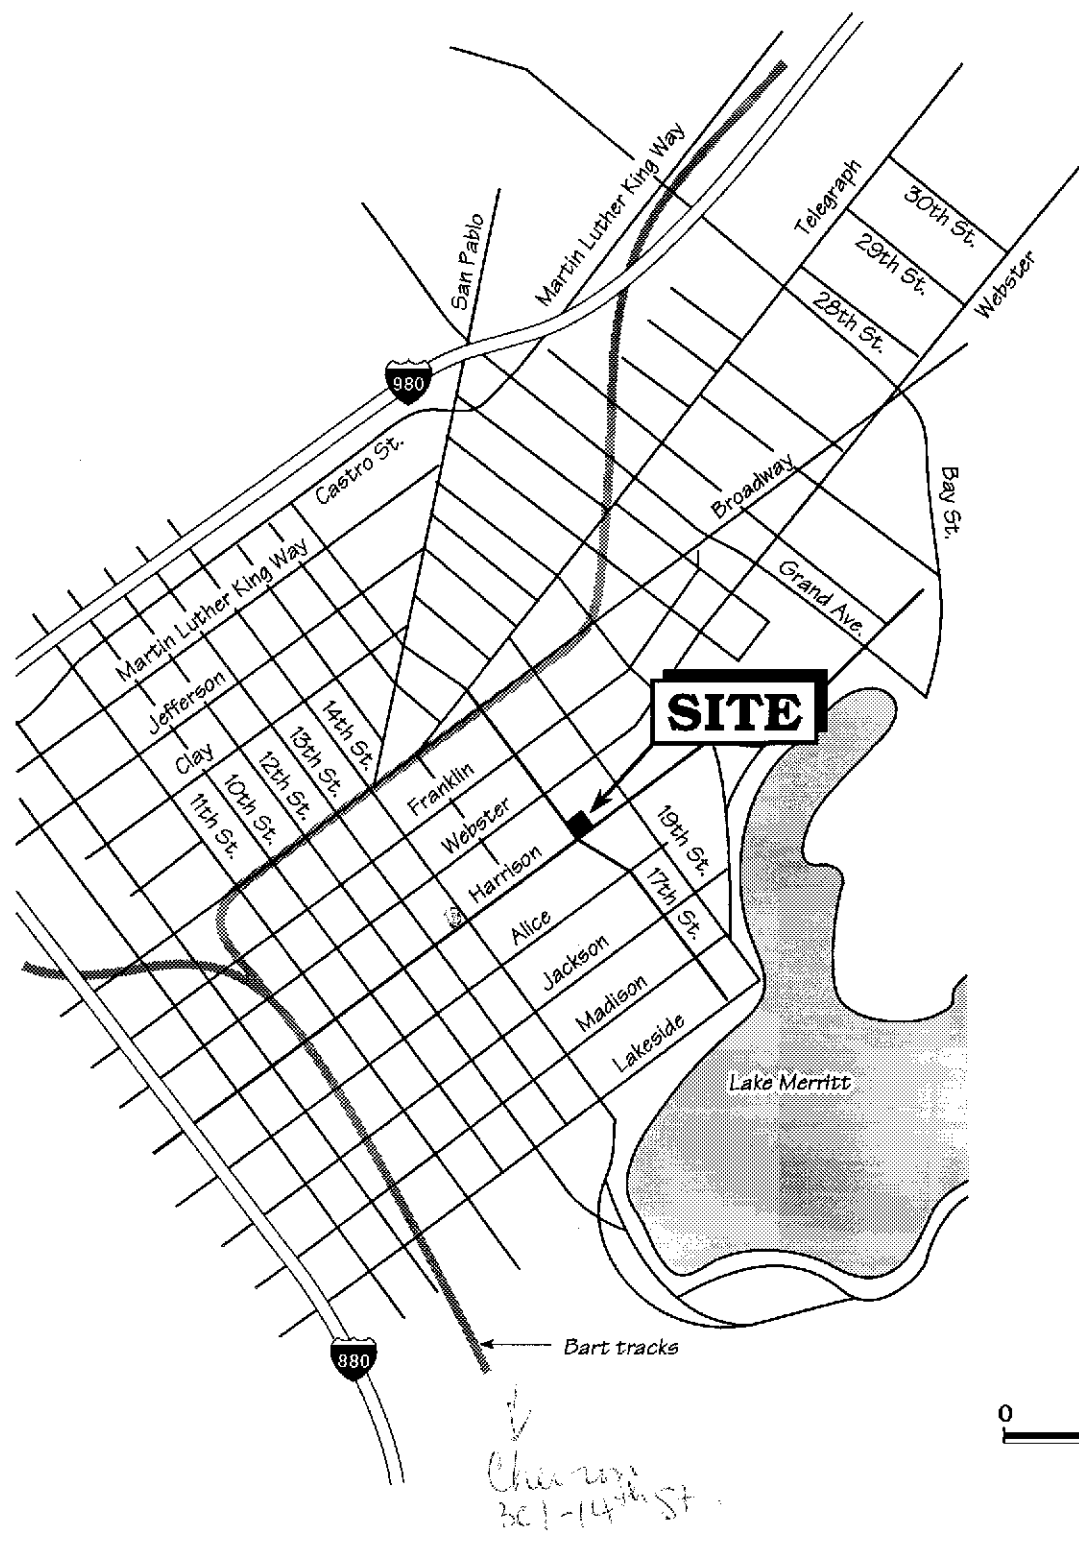 30th St.
Telegraph
29th St.
Webster
28th St.
Martin Luther King Way
San Pablo
980
Castro St.
Broadway
Bay St.
Grand Ave.
Martin Luther King Way
Jefferson
Clay
14th St.
13th St.
12th St.
10th St.
11th St.
SITE
Franklin
Webster
Harrison
19th St.
17th St.
Alice
Jackson
Madison
Lakeside
Lake Merritt
Bart tracks
880
0
-14th St.